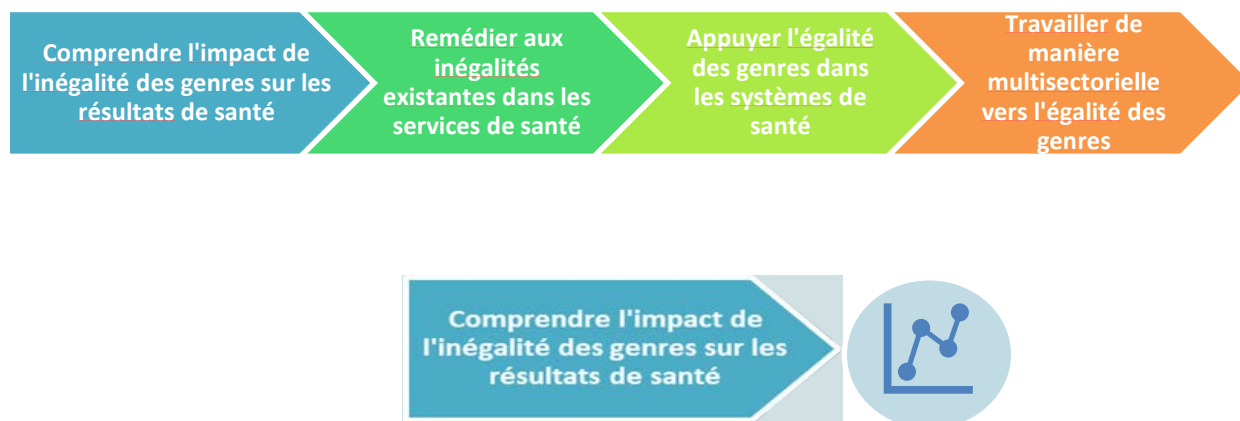 Comprendre l'impact de
l'inégalité des genres sur les
résultats de santé
Remédier aux
inégalités
existantes dans les
services de santé
Appuyer l'égalité
des genres dans
les systèmes de
santé
Travailler de
manière
multisectorielle
vers l'égalité des
genres
Comprendre l'impact de
l'inégalité des genres sur les
résultats de santé